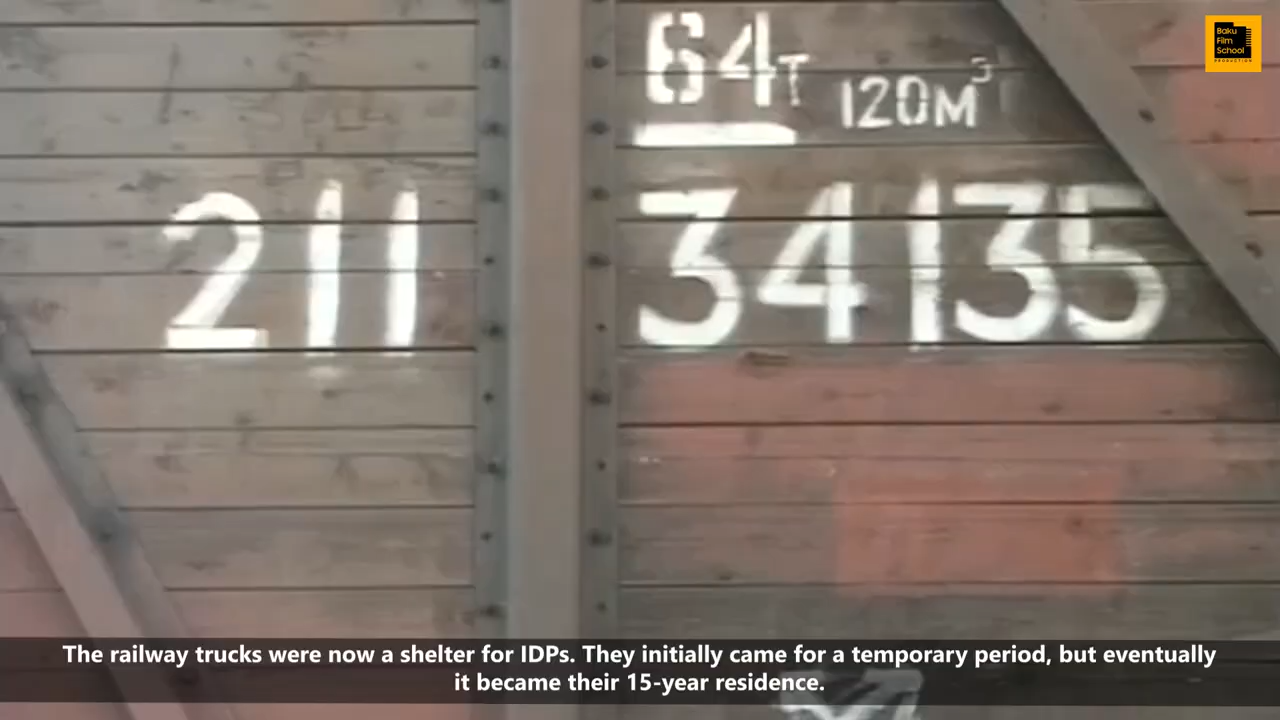 Baku
Film
School
PRODUCTION
64т
120м³
211 34135
The railway trucks were now a shelter for IDPs. They initially came for a temporary period, but eventually
it became their 15-year residence.